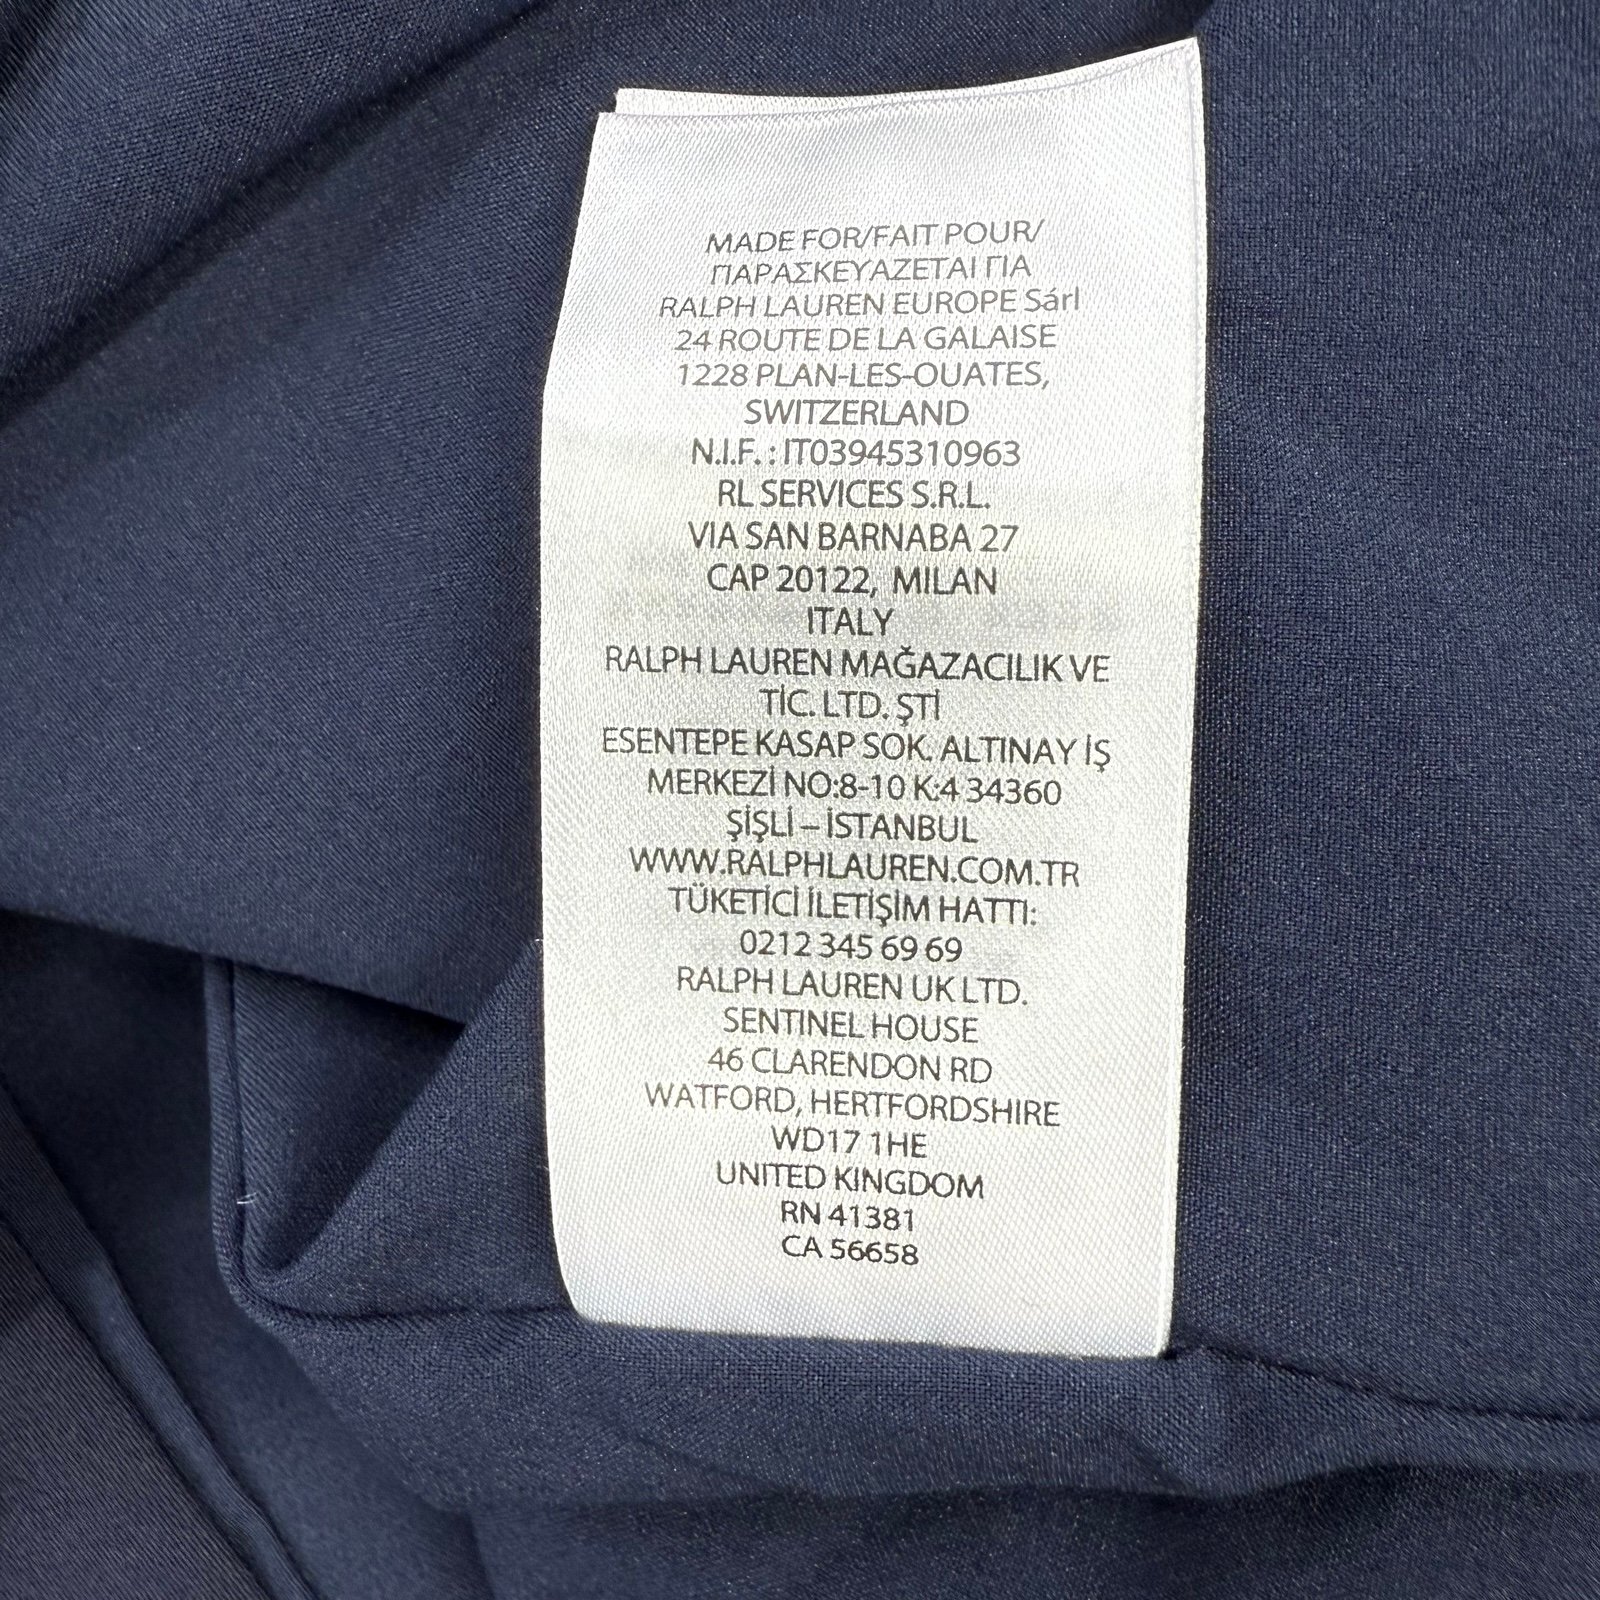 MADE FOR/FAIT POUR/
ΠΑΡΑΣΚΕΥΑΖΕΤΑΙ ΓΙΑ
RALPH LAUREN EUROPE Sárl
24 ROUTE DE LA GALAISE
1228 PLAN-LES-OUATES,
SWITZERLAND
N.I.F. : IT03945310963
RL SERVICES S.R.L.
VIA SAN BARNABA 27
CAP 20122, MILAN
ITALY
RALPH LAUREN MAĞAZACILIK VE
TİC. LTD. ŞTİ
ESENTEPE KASAP SOK. ALTINAY İŞ
MERKEZİ NO:8-10 K:4 34360
ŞİŞLİ – İSTANBUL
WWW.RALPHLAUREN.COM.TR
TÜKETİCİ İLETİŞİM HATTI:
0212 345 69 69
RALPH LAUREN UK LTD.
SENTINEL HOUSE
46 CLARENDON RD
WATFORD, HERTFORDSHIRE
WD17 1HE
UNITED KINGDOM
RN 41381
CA 56658